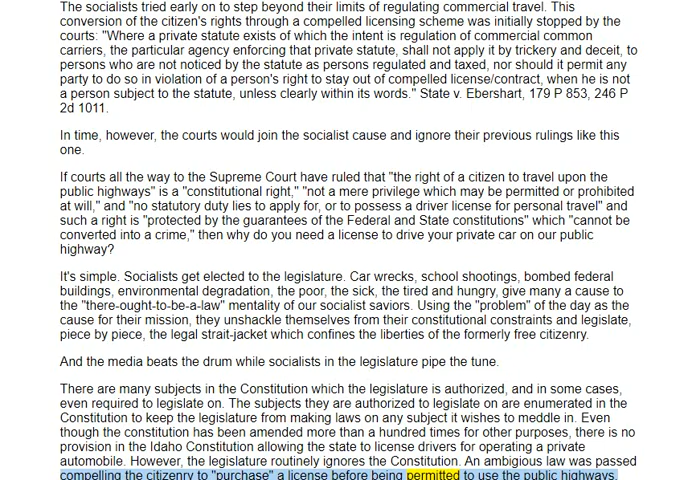 The socialists tried early on to step beyond their limits of regulating commercial travel. This
conversion of the citizen's rights through a compelled licensing scheme was initially stopped by the
courts: "Where a private statute exists of which the intent is regulation of commercial common
carriers, the particular agency enforcing that private statute, shall not apply it by trickery and deceit, to
persons who are not noticed by the statute as persons regulated and taxed, nor should it permit any
party to do so in violation of a person's right to stay out of compelled license/contract, when he is not
a person subject to the statute, unless clearly within its words." State v. Ebershart, 179 P 853, 246 P
2d 1011.
In time, however, the courts would join the socialist cause and ignore their previous rulings like this
one.
If courts all the way to the Supreme Court have ruled that "the right of a citizen to travel upon the
public highways" is a "constitutional right," "not a mere privilege which may be permitted or prohibited
at will," and "no statutory duty lies to apply for, or to possess a driver license for personal travel" and
such a right is "protected by the guarantees of the Federal and State constitutions" which "cannot be
converted into a crime," then why do you need a license to drive your private car on our public
highway?
It's simple. Socialists get elected to the legislature. Car wrecks, school shootings, bombed federal
buildings, environmental degradation, the poor, the sick, the tired and hungry, give many a cause to
the "there-ought-to-be-a-law" mentality of our socialist saviors. Using the "problem" of the day as the
cause for their mission, they unshackle themselves from their constitutional constraints and legislate,
piece by piece, the legal strait-jacket which confines the liberties of the formerly free citizenry.
And the media beats the drum while socialists in the legislature pipe the tune.
There are many subjects in the Constitution which the legislature is authorized, and in some cases,
even required to legislate on. The subjects they are authorized to legislate on are enumerated in the
Constitution to keep the legislature from making laws on any subject it wishes to meddle in. Even
though the constitution has been amended more than a hundred times for other purposes, there is no
provision in the Idaho Constitution allowing the state to license drivers for operating a private
automobile. However, the legislature routinely ignores the Constitution. An ambigious law was passed
compelling the citizenry to "purchase" a license before being permitted to use the public highways.